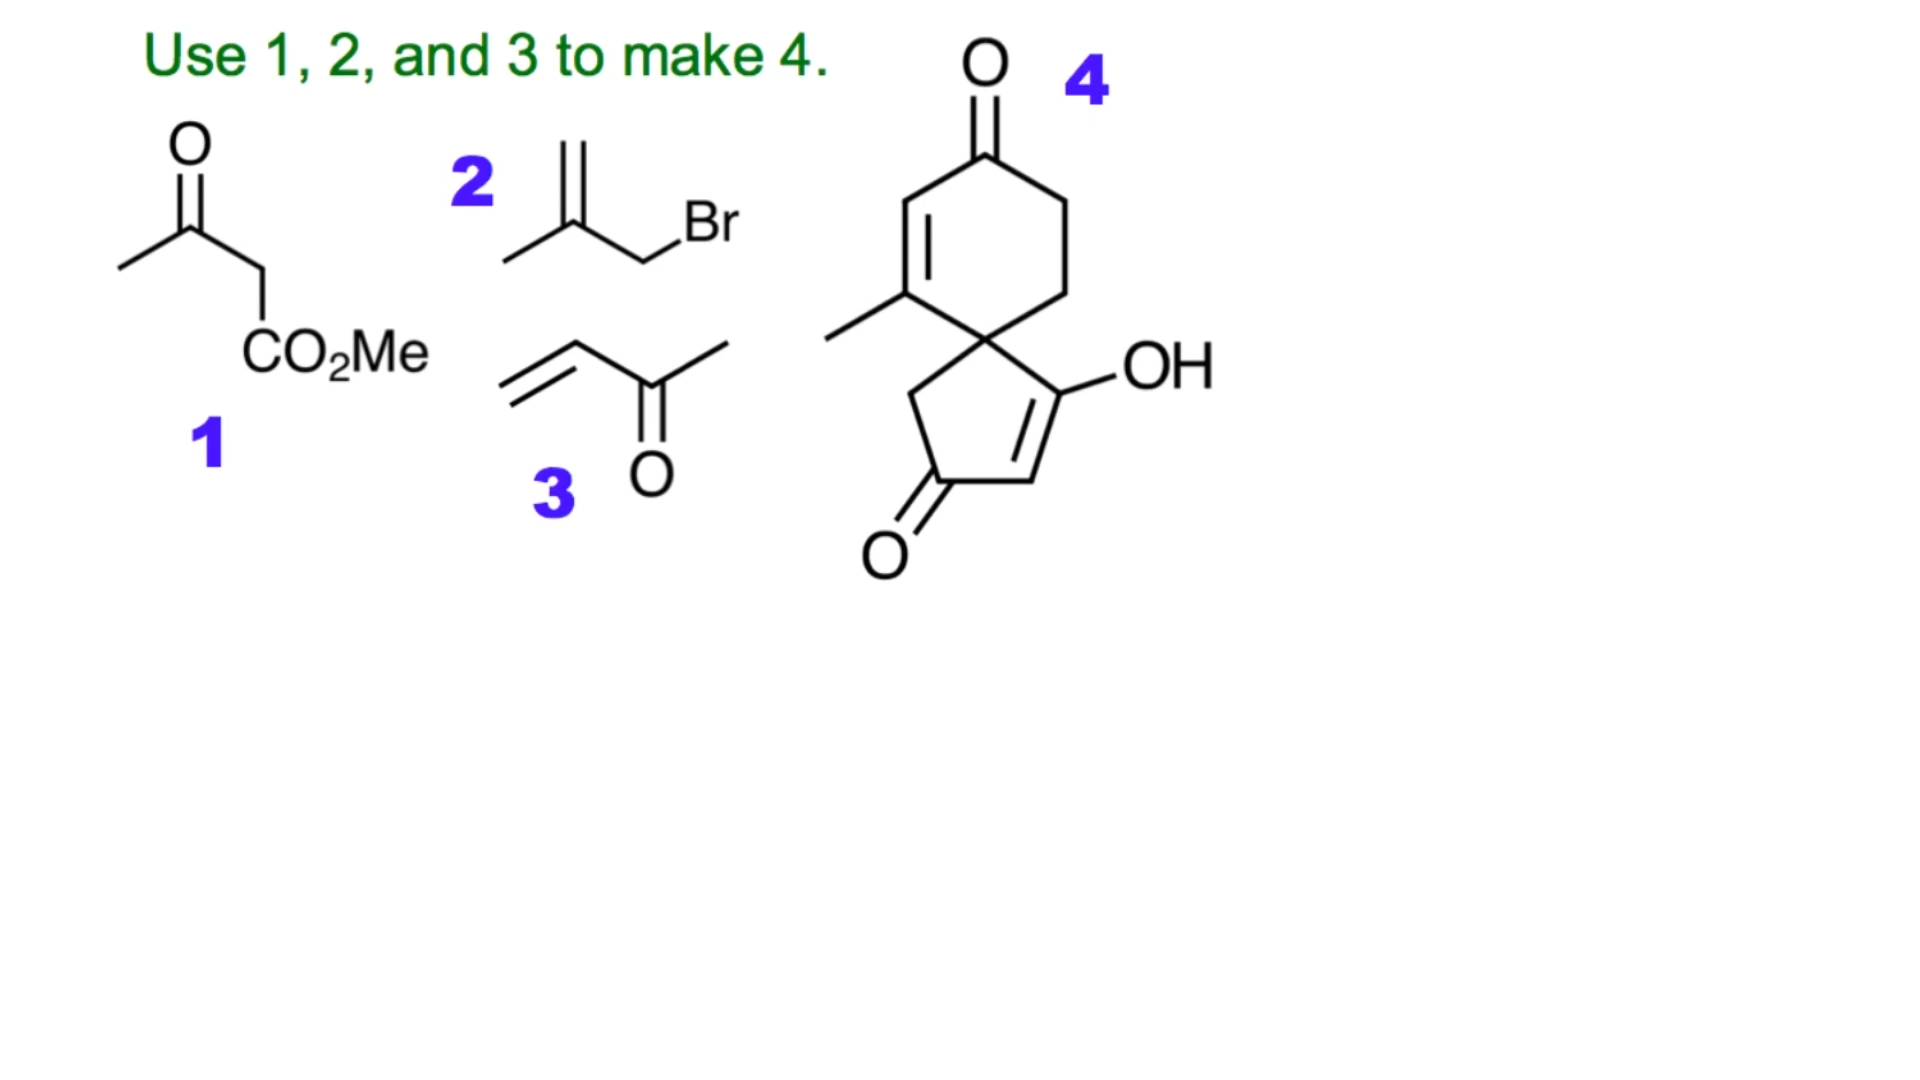 Use 1, 2, and 3 to make 4.
O
4
O
2
Br
CO₂Me
OH
1
3
O
O